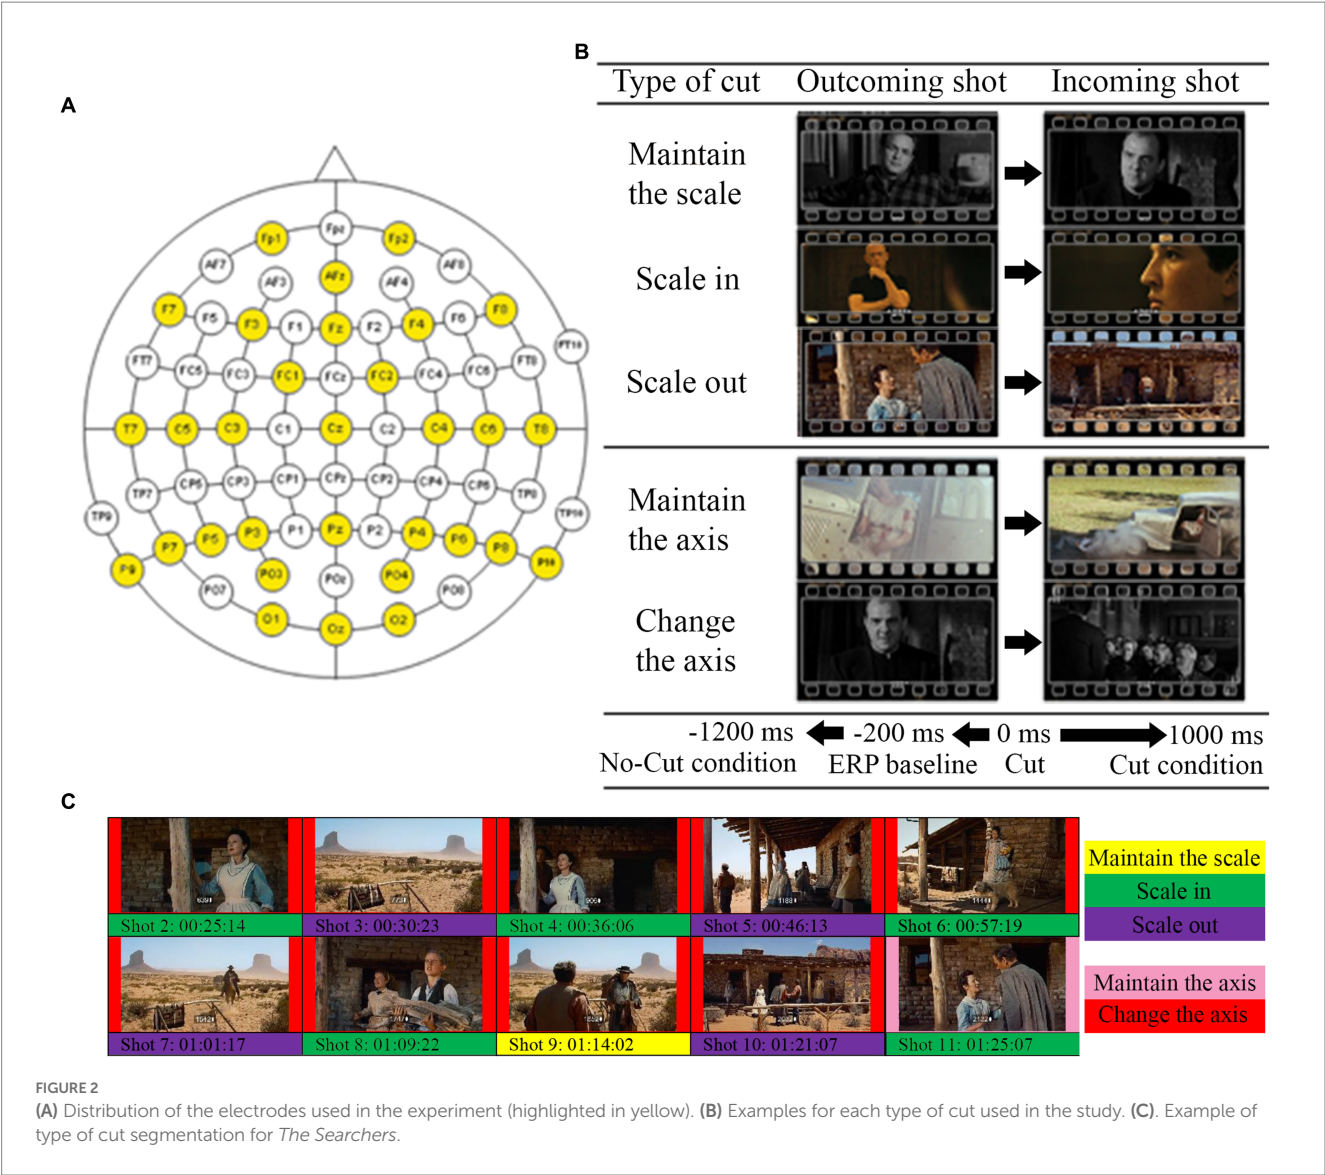 A
Fp1 Fpz Fp2
AF7 AF3 AFz AF4 AF8
F7 F5 F3 F1 Fz F2 F4 F6 F8
FT7 FC5 FC3 FC1 FCz FC2 FC4 FC6 FT8 FT10
T7 C5 C3 C1 Cz C2 C4 C6 T8
TP9 TP7 CP5 CP3 CP1 CPz CP2 CP4 CP6 TP8 TP10
P9 P7 P5 P3 P1 Pz P2 P4 P6 P8 P10
PO7 PO3 POz PO4 PO8
O1 Oz O2
B
Type of cut Outcoming shot Incoming shot
Maintain
the scale
Scale in
Scale out
Maintain
the axis
Change
the axis
-1200 ms -200 ms 0 ms 1000 ms
No-Cut condition ERP baseline Cut Cut condition
C
Shot 2: 00:25:14 Shot 3: 00:30:23 Shot 4: 00:36:06 Shot 5: 00:46:13 Shot 6: 00:57:19
Shot 7: 01:01:17 Shot 8: 01:09:22 Shot 9: 01:14:02 Shot 10: 01:21:07 Shot 11: 01:25:07
Maintain the scale
Scale in
Scale out
Maintain the axis
Change the axis
FIGURE 2
(A) Distribution of the electrodes used in the experiment (highlighted in yellow). (B) Examples for each type of cut used in the study. (C). Example of
type of cut segmentation for The Searchers.